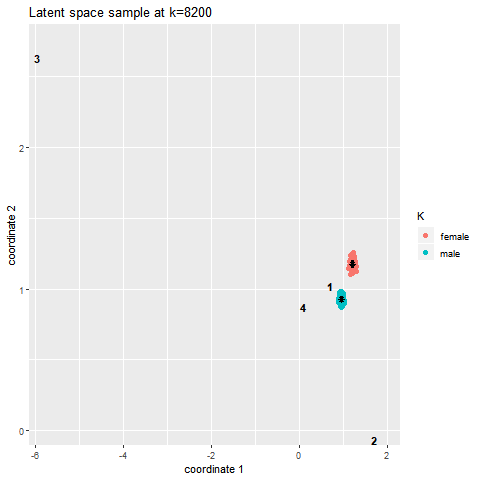 Latent space sample at k=8200
3
2
1
0
1
4
2
-6
-4
-2
0
2
coordinate 1
coordinate 2
K
female
male